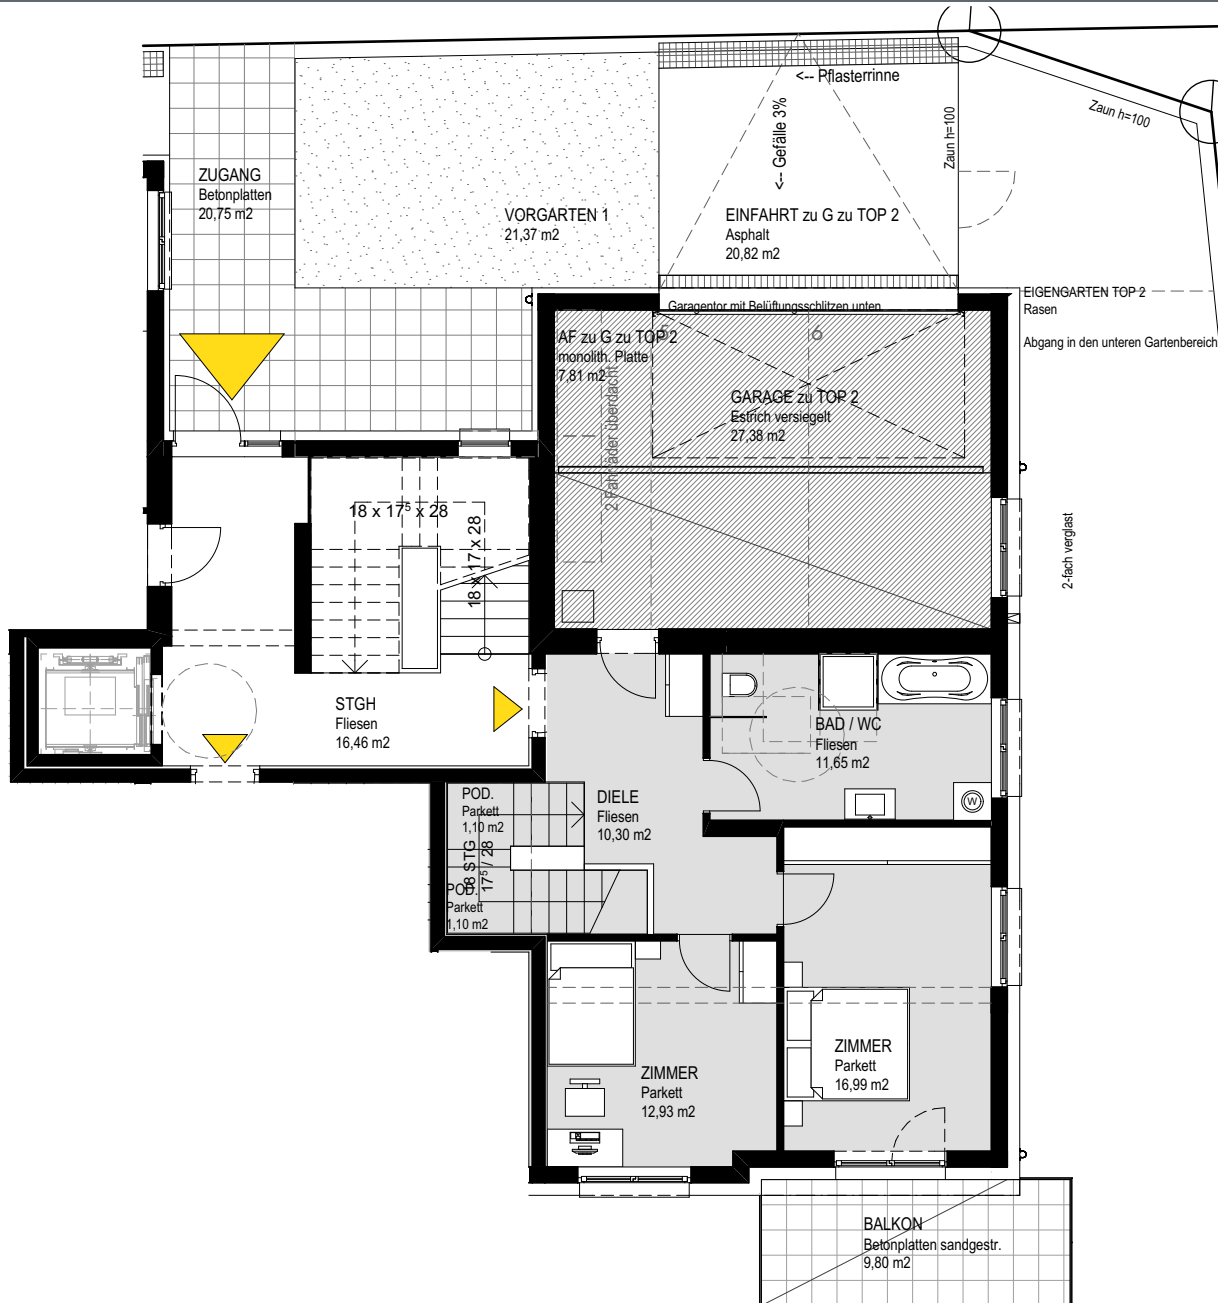 <-- Pflasterrinne
Zaun h=100
<-- Gefälle 3%
Zaun h=100
ZUGANG
Betonplatten
20,75 m2
VORGARTEN 1
21,37 m2
EINFAHRT zu G zu TOP 2
Asphalt
20,82 m2
EIGENGARTEN TOP 2
Rasen
Abgang in den unteren Gartenbereich
Garagentor mit Belüftungsschlitzen unten
5
6
AF zu G zu TOP 2
monolith. Platte
7,81 m2
2 Fahrräder überdacht
GARAGE zu TOP 2
Estrich versiegelt
27,38 m2
18 x 17⁵ x 28
18 x 17 x 28
2-fach verglast
STGH
Fliesen
16,46 m2
BAD / WC
Fliesen
11,65 m2
W
POD.
Parkett
1,10 m2
DIELE
Fliesen
10,30 m2
18 STG
17⁵ / 28
POD.
Parkett
1,10 m2
ZIMMER
Parkett
12,93 m2
ZIMMER
Parkett
16,99 m2
BALKON
Betonplatten sandgestr.
9,80 m2